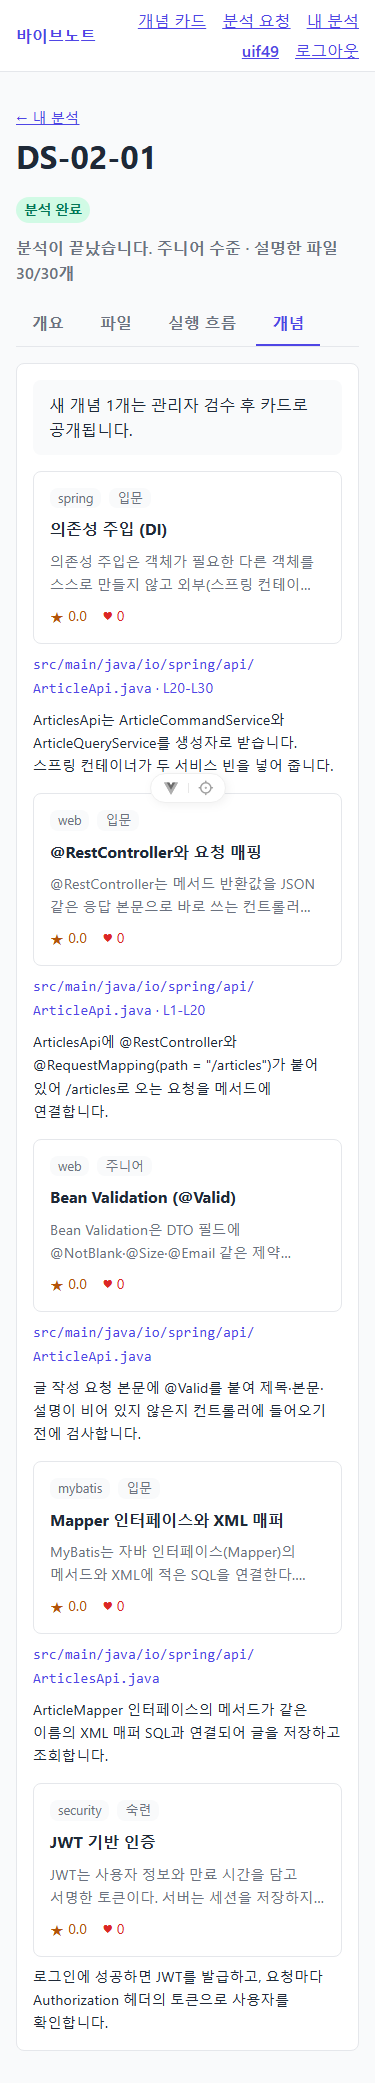 바이브노트
개념 카드 분석 요청 내 분석
uif49 로그아웃
← 내 분석
DS-02-01
분석 완료
분석이 끝났습니다. 주니어 수준 · 설명한 파일
30/30개
개요 파일 실행 흐름 개념
새 개념 1개는 관리자 검수 후 카드로
공개됩니다.
spring 입문
의존성 주입 (DI)
의존성 주입은 객체가 필요한 다른 객체를
스스로 만들지 않고 외부(스프링 컨테이...
★ 0.0 ♥ 0
src/main/java/io/spring/api/
ArticleApi.java · L20-L30
ArticlesApi는 ArticleCommandService와
ArticleQueryService를 생성자로 받습니다.
스프링 컨테이너가 두 서비스 빈을 넣어 줍니다.
web 입문
@RestController와 요청 매핑
@RestController는 메서드 반환값을 JSON
같은 응답 본문으로 바로 쓰는 컨트롤러...
★ 0.0 ♥ 0
src/main/java/io/spring/api/
ArticleApi.java · L1-L20
ArticlesApi에 @RestController와
@RequestMapping(path = "/articles")가 붙어
있어 /articles로 오는 요청을 메서드에
연결합니다.
web 주니어
Bean Validation (@Valid)
Bean Validation은 DTO 필드에
@NotBlank·@Size·@Email 같은 제약...
★ 0.0 ♥ 0
src/main/java/io/spring/api/
ArticleApi.java
글 작성 요청 본문에 @Valid를 붙여 제목·본문·
설명이 비어 있지 않은지 컨트롤러에 들어오기
전에 검사합니다.
mybatis 입문
Mapper 인터페이스와 XML 매퍼
MyBatis는 자바 인터페이스(Mapper)의
메서드와 XML에 적은 SQL을 연결한다....
★ 0.0 ♥ 0
src/main/java/io/spring/api/
ArticlesApi.java
ArticleMapper 인터페이스의 메서드가 같은
이름의 XML 매퍼 SQL과 연결되어 글을 저장하고
조회합니다.
security 숙련
JWT 기반 인증
JWT는 사용자 정보와 만료 시간을 담고
서명한 토큰이다. 서버는 세션을 저장하지...
★ 0.0 ♥ 0
로그인에 성공하면 JWT를 발급하고, 요청마다
Authorization 헤더의 토큰으로 사용자를
확인합니다.